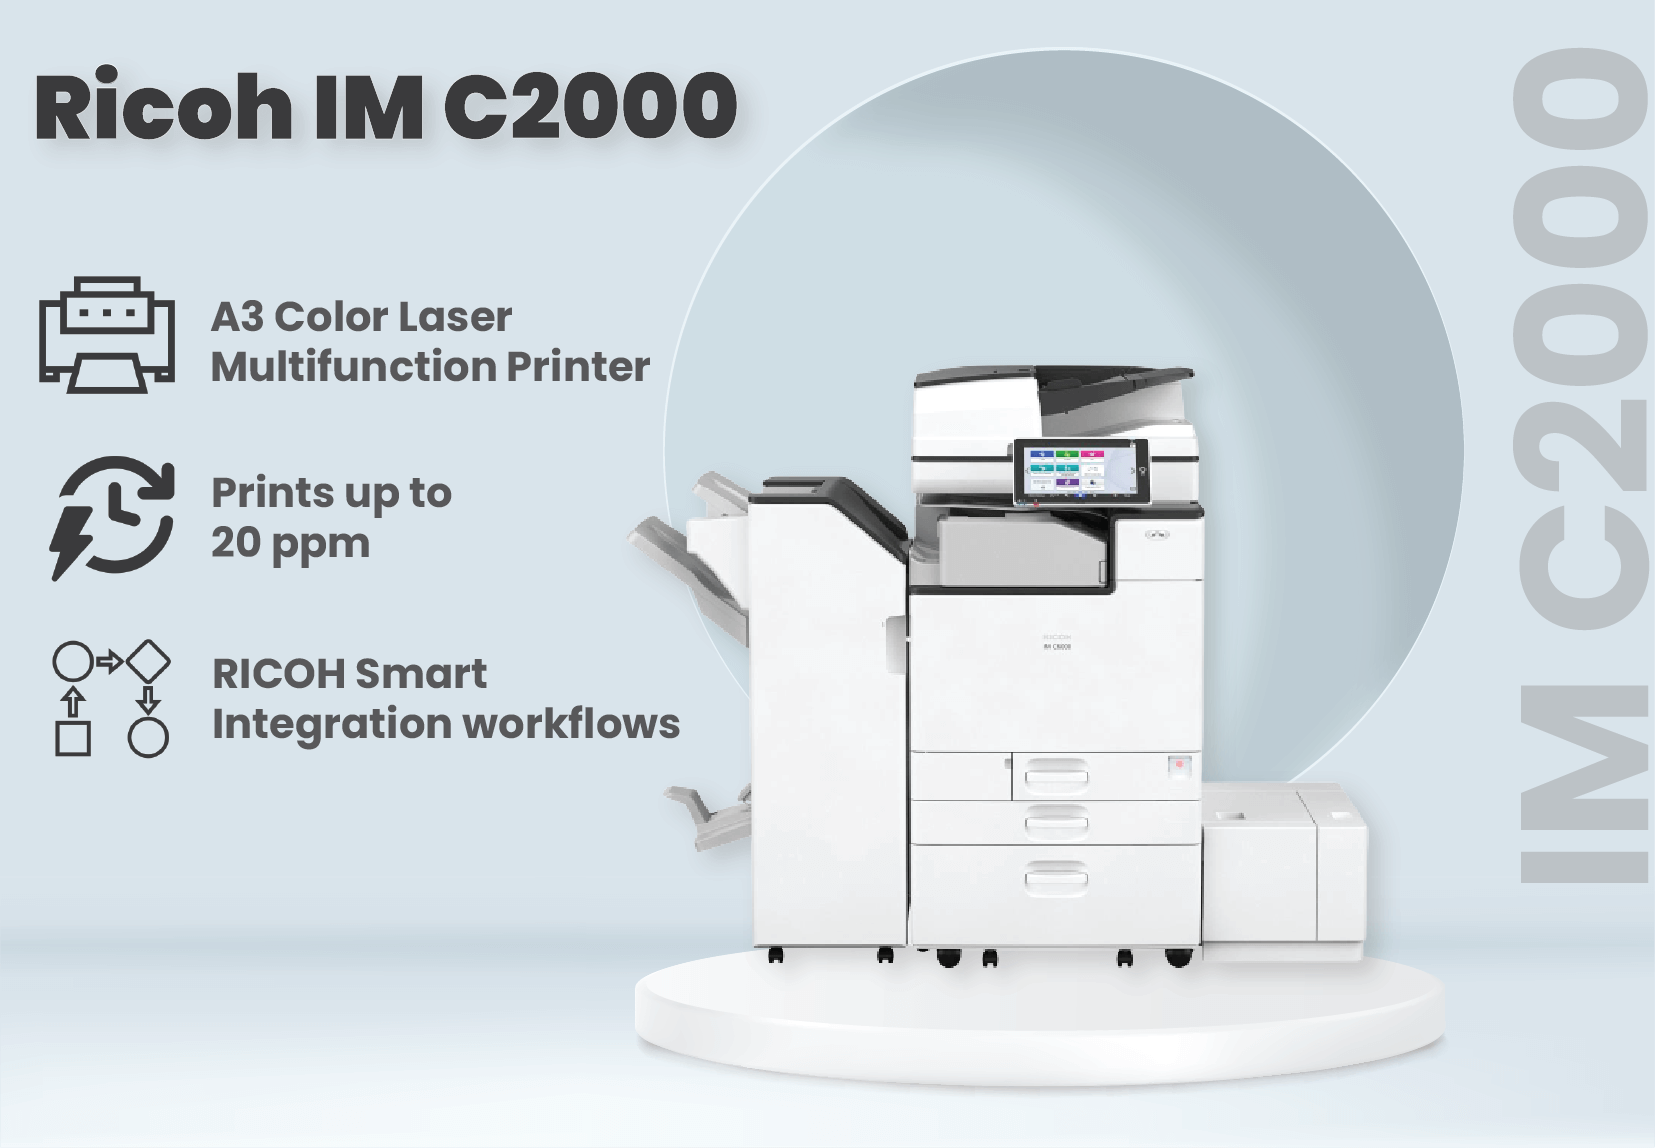 Ricoh IM C2000
A3 Color Laser
Multifunction Printer
Prints up to
20 ppm
RICOH Smart
Integration workflows
RICOH
IM C2000